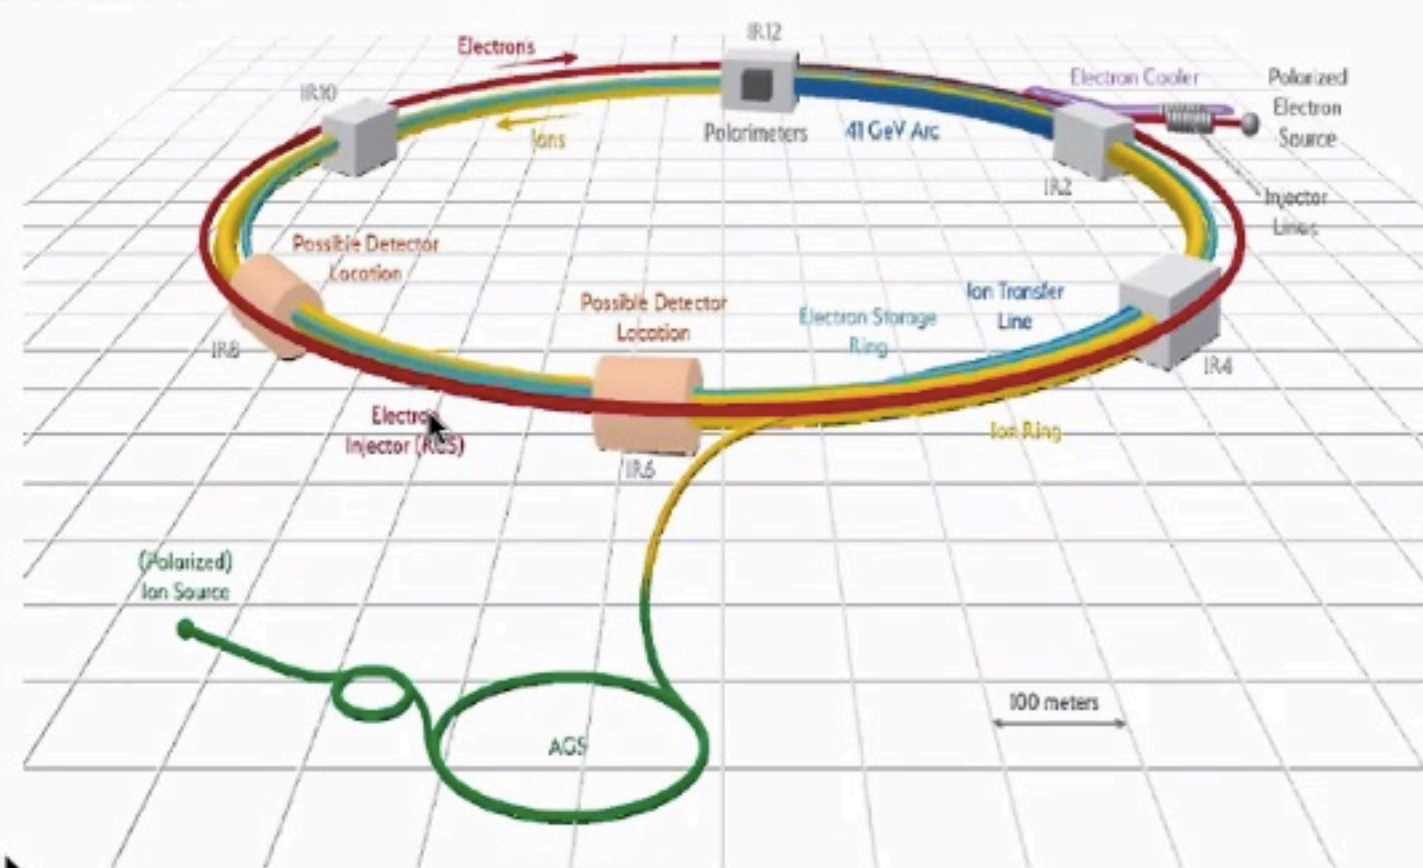 IR12
Electrons
Electron Cooler
Polarized
Electron
Source
IR10
Polarimeters
41 GeV Arc
Ions
IR2
Injector
Lines
Possible Detector
Location
Ion Transfer
Line
Possible Detector
Location
Electron Storage
Ring
IR8
IR4
Injector (RCS)
Ion Ring
IR6
(Polarized)
Ion Source
100 meters
AGS